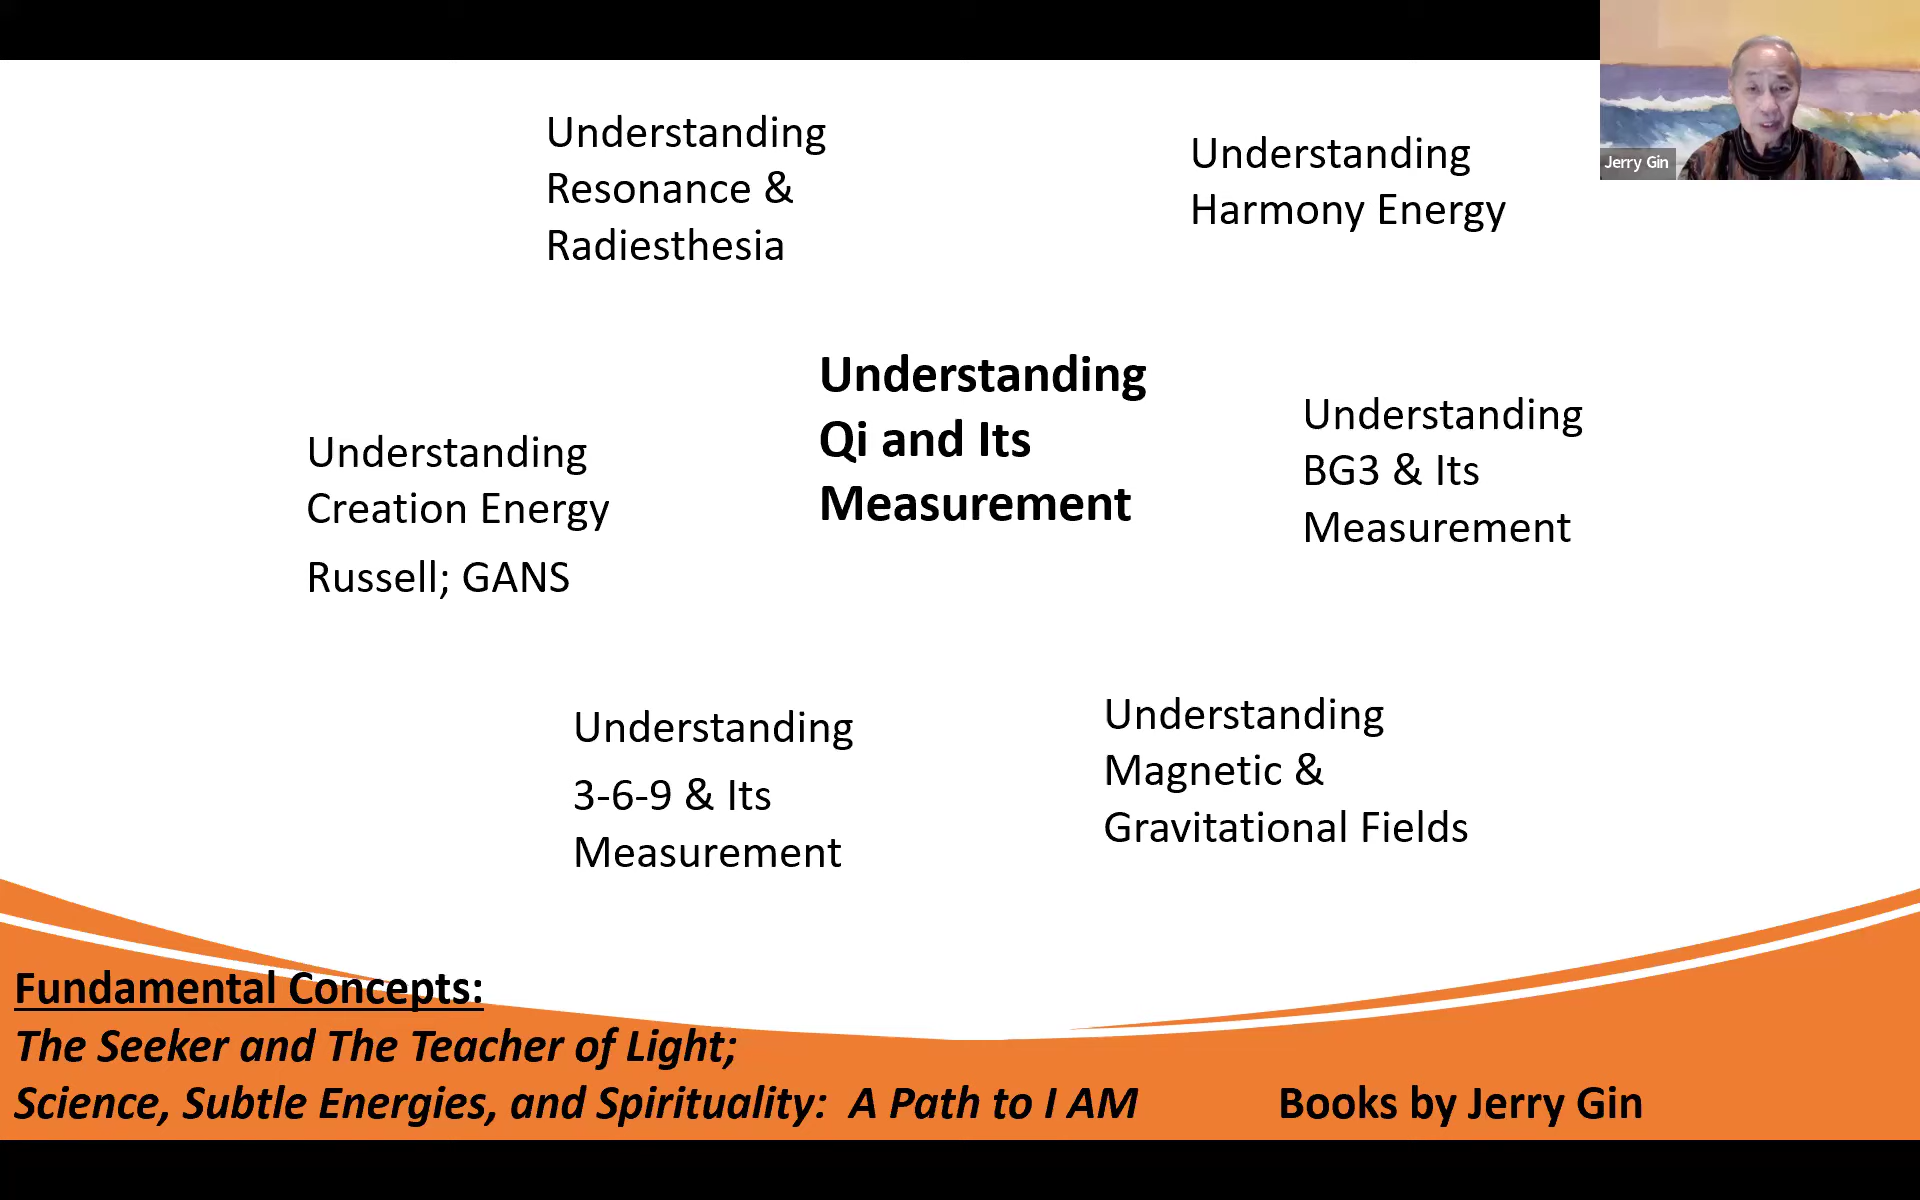 Understanding
Resonance &
Radiesthesia
Understanding
Harmony Energy
Jerry Gin
Understanding
Qi and Its
Measurement
Understanding
Creation Energy
Russell; GANS
Understanding
BG3 & Its
Measurement
Understanding
3-6-9 & Its
Measurement
Understanding
Magnetic &
Gravitational Fields
Fundamental Concepts:
The Seeker and The Teacher of Light;
Science, Subtle Energies, and Spirituality:  A Path to I AM
Books by Jerry Gin